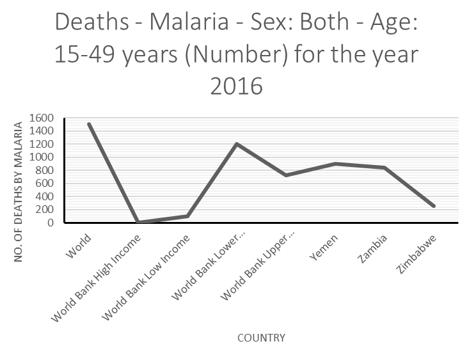 Deaths - Malaria - Sex: Both - Age:
15-49 years (Number) for the year
2016
NO. OF DEATHS BY MALARIA
1600
1400
1200
1000
800
600
400
200
0
World
World Bank High Income
World Bank Low Income
World Bank Lower...
World Bank Upper...
Yemen
Zambia
Zimbabwe
COUNTRY